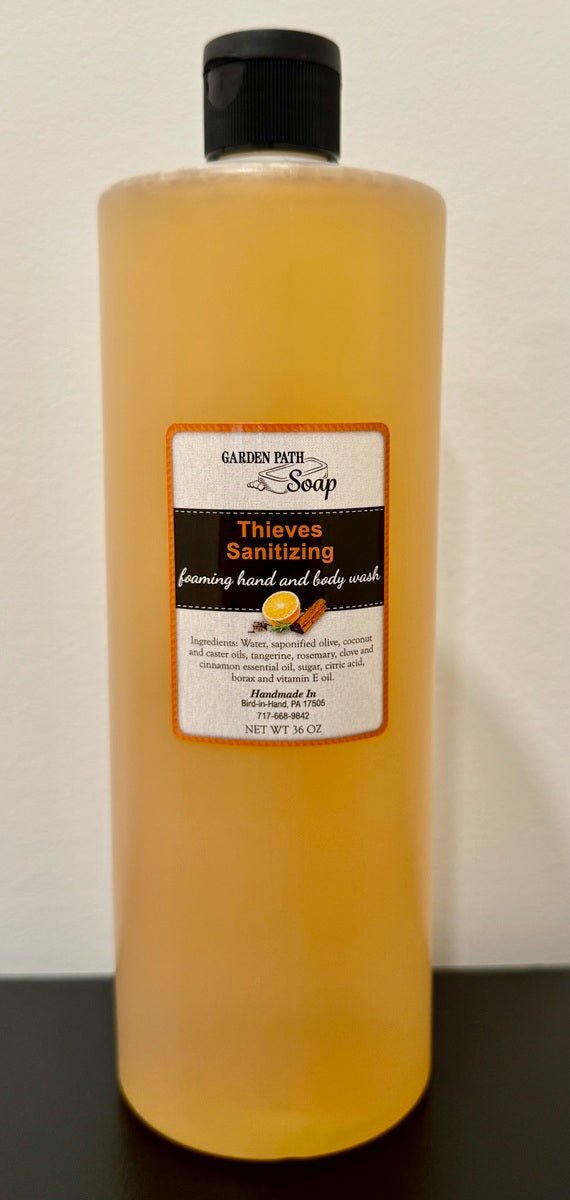 GARDEN PATH
Soap
Thieves
Sanitizing
foaming hand and body wash
Ingredients: Water, saponified olive, coconut
and caster oils, tangerine, rosemary, clove and
cinnamon essential oil, sugar, citric acid,
borax and vitamin E oil.
Handmade In
Bird-in-Hand, PA 17505
717-668-9842
NET WT 36 OZ